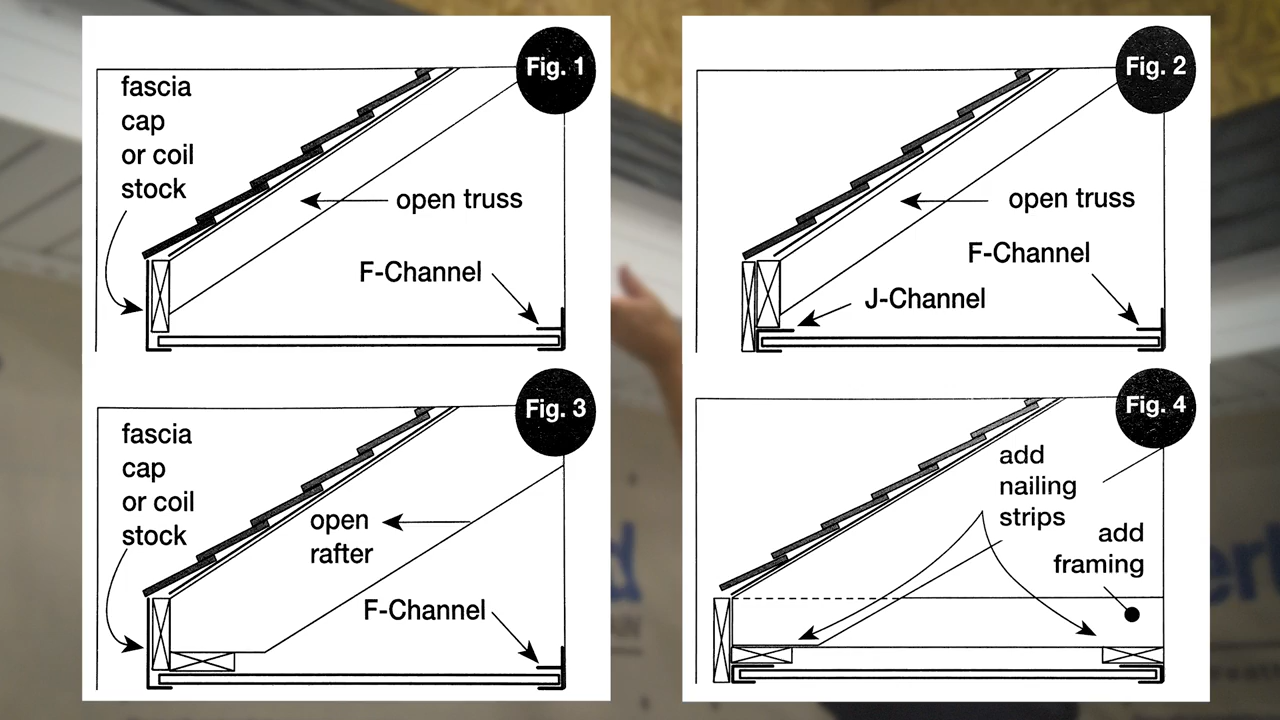 Fig. 1
fascia
cap
or coil
stock
open truss
F-Channel
Fig. 2
open truss
F-Channel
J-Channel
Fig. 3
fascia
cap
or coil
stock
open
rafter
F-Channel
Fig. 4
add
nailing
strips
add
framing